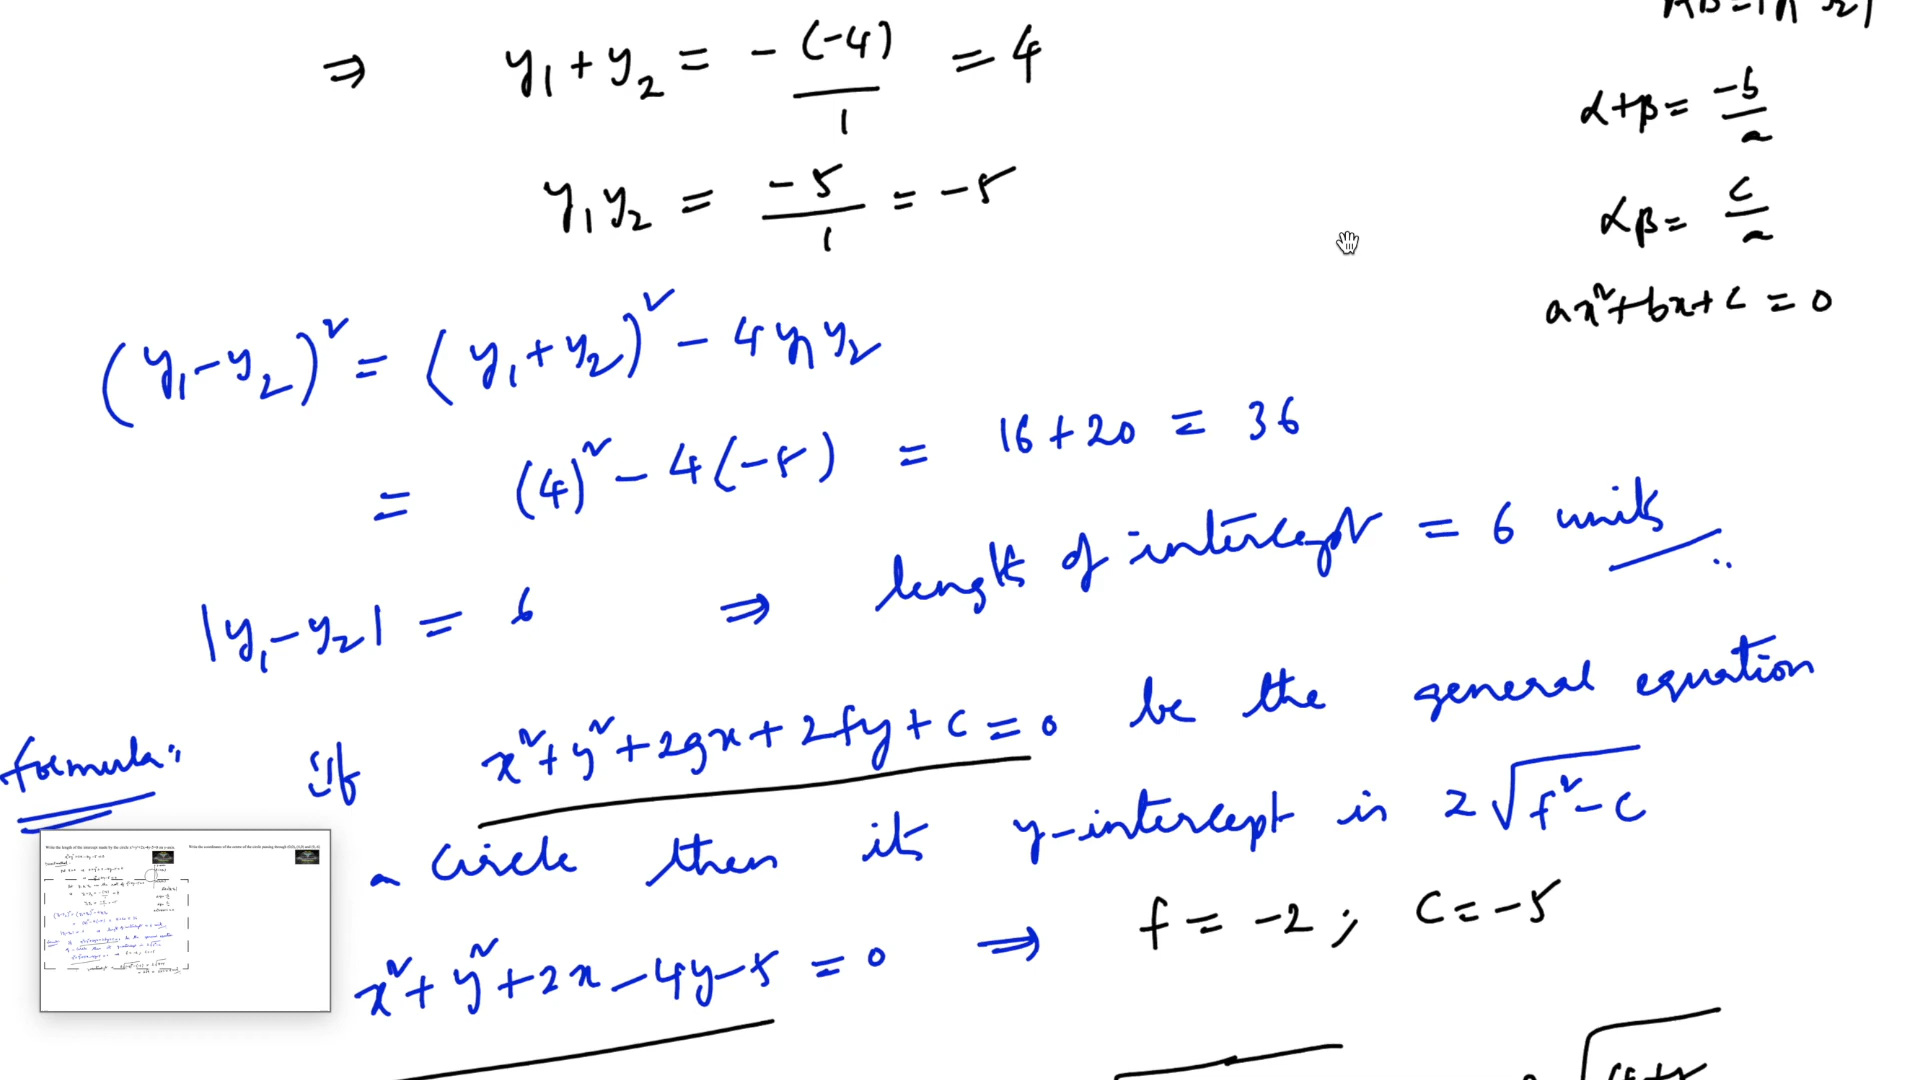 ⇒ y₁ + y₂ = -(-4)/1 = 4
α+β = -b/a
y₁y₂ = -5/1 = -5
αβ = c/a
ax²+bx+c = 0
(y₁-y₂)² = (y₁+y₂)² - 4y₁y₂
= (4)² - 4(-5) = 16+20 = 36
|y₁-y₂| = 6 ⇒ length of intercept = 6 units
formula: if x²+y²+2gx+2fy+c=0 be the general equation
a circle then its y-intercept is 2√f²-c
x²+y²+2x-4y-5 = 0 ⇒ f = -2; c = -5